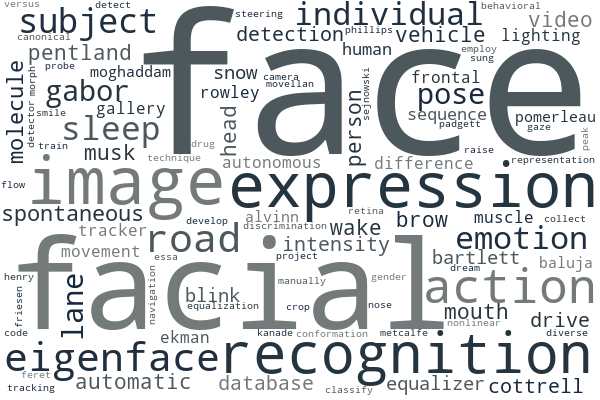 versus
detect
steering
behavioral
subject
face
individual
video
canonical
detection
phillips
vehicle
lighting
pentland
human
employ
sung
molecule
probe
moghaddam
snow
camera
frontal
detector
morph
gabor
rowley
movellan
sejnowski
pose
smile
gallery
head
person
sequence
pomerleau
sleep
padgett
gaze
peak
train
musk
drug
raise
technique
autonomous
difference
representation
flow
image
expression
spontaneous
develop
alvinn
retina
brow
muscle
collect
tracker
road
discrimination
wake
emotion
movement
essa
intensity
facial
project
bartlett
dream
baluja
henry
friesen
lane
navigation
blink
manually
gender
action
equalization
crop
nose
mouth
drive
code
ekman
kanade
conformation
metcalfe
nonlinear
diverse
eigenface
recognition
feret
automatic
database
equalizer
cottrell
tracking
classify